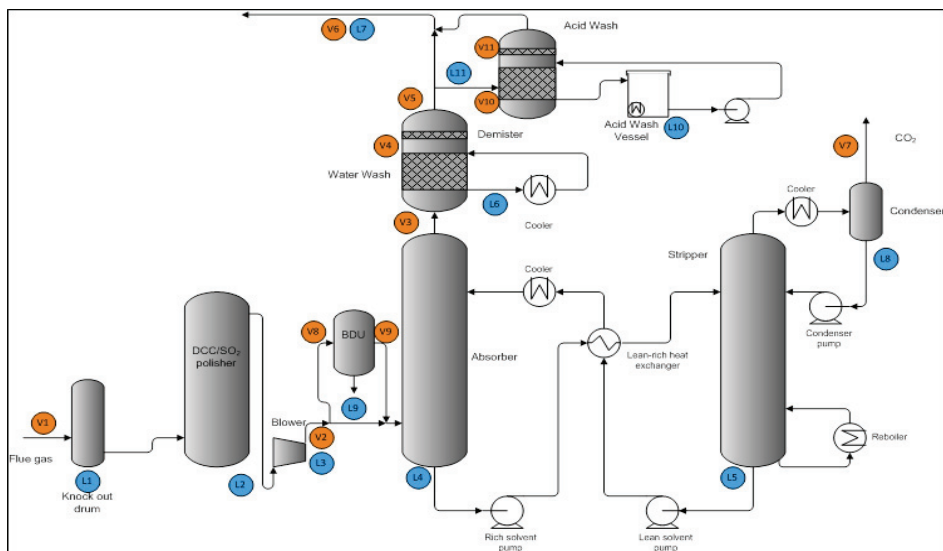 V6
L7
Acid Wash
V11
L11
V10
V5
Acid Wash
Vessel
L10
Demister
V4
Water Wash
L6
V3
Cooler
CO₂
V7
Cooler
Condenser
Stripper
L8
Cooler
Condenser
pump
DCC/SO₂
polisher
V8
BDU
V9
Absorber
Lean-rich heat
exchanger
L9
V1
Flue gas
Blower
V2
L3
Reboiler
L1
Knock out
drum
L2
L4
L5
Rich solvent
pump
Lean solvent
pump